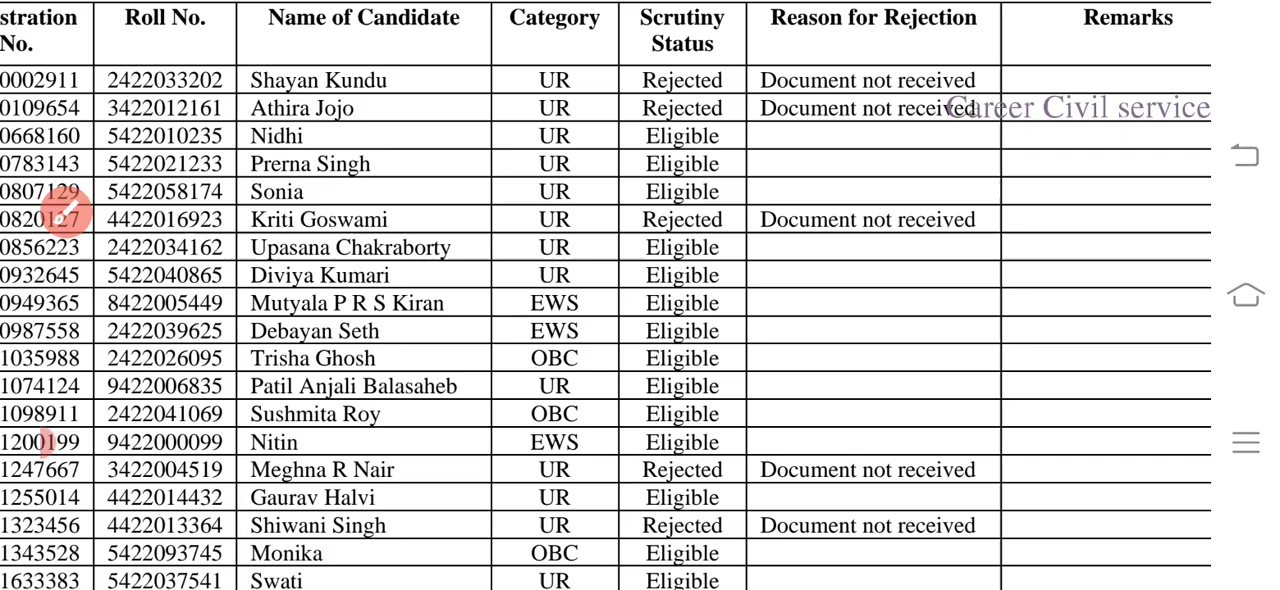 stration No. Roll No. Name of Candidate Category Scrutiny Status Reason for Rejection Remarks
0002911 2422033202 Shayan Kundu UR Rejected Document not received
0109654 3422012161 Athira Jojo UR Rejected Document not received
Career Civil service
0668160 5422010235 Nidhi UR Eligible
0783143 5422021233 Prerna Singh UR Eligible
0807129 5422058174 Sonia UR Eligible
0820127 4422016923 Kriti Goswami UR Rejected Document not received
0856223 2422034162 Upasana Chakraborty UR Eligible
0932645 5422040865 Diviya Kumari UR Eligible
0949365 8422005449 Mutyala P R S Kiran EWS Eligible
0987558 2422039625 Debayan Seth EWS Eligible
1035988 2422026095 Trisha Ghosh OBC Eligible
1074124 9422006835 Patil Anjali Balasaheb UR Eligible
1098911 2422041069 Sushmita Roy OBC Eligible
1200199 9422000099 Nitin EWS Eligible
1247667 3422004519 Meghna R Nair UR Rejected Document not received
1255014 4422014432 Gaurav Halvi UR Eligible
1323456 4422013364 Shiwani Singh UR Rejected Document not received
1343528 5422093745 Monika OBC Eligible
1633383 5422037541 Swati UR Eligible